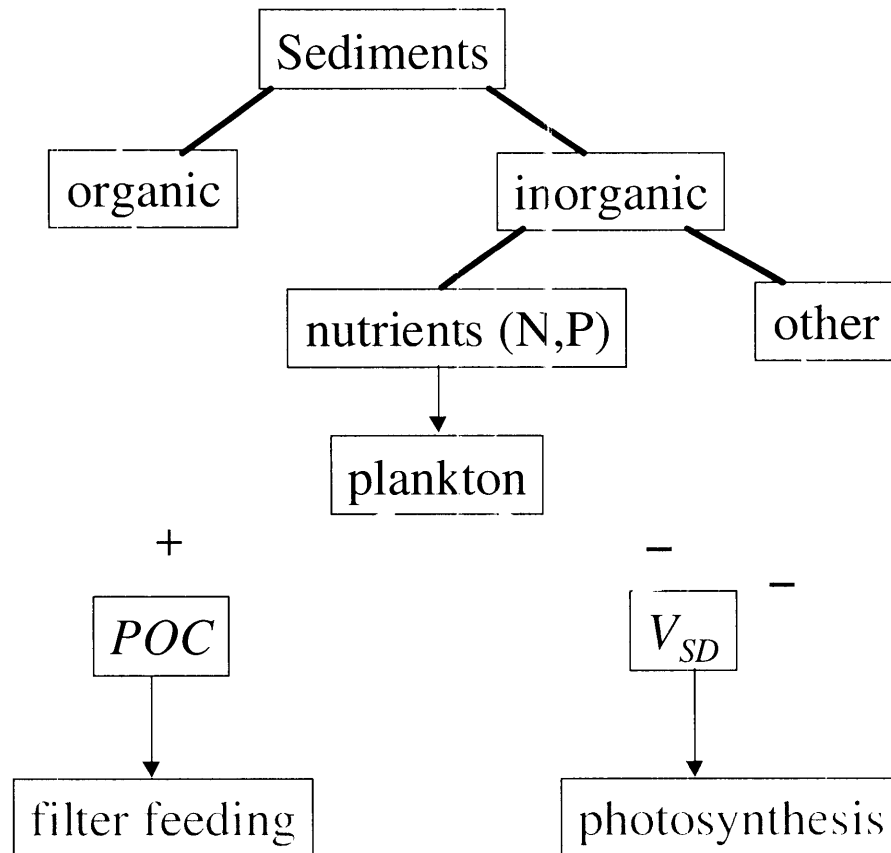 Sediments
organic
inorganic
nutrients (N,P)
other
plankton
+
−
−
POC
V_SD
filter feeding
photosynthesis